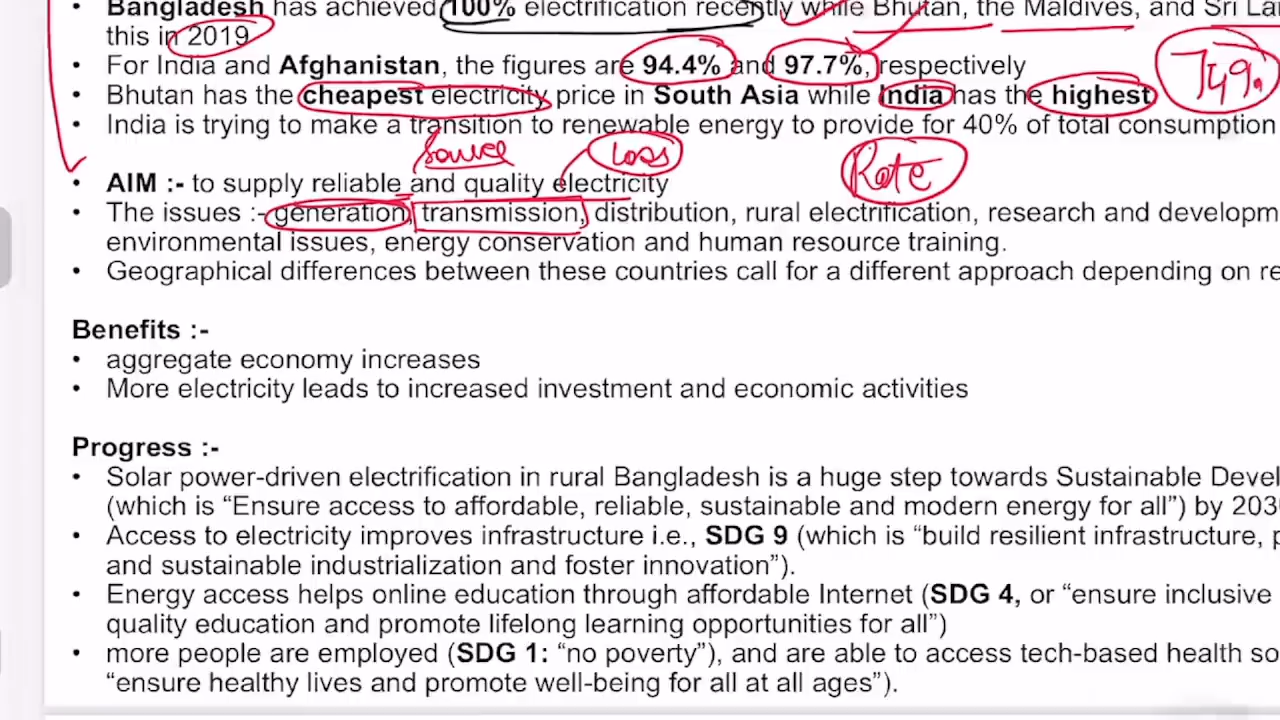 Bangladesh has achieved 100% electrification recently while Bhutan, the Maldives, and Sri
this in 2019
• For India and Afghanistan, the figures are 94.4% and 97.7%, respectively
• Bhutan has the cheapest electricity price in South Asia while India has the highest
• India is trying to make a transition to renewable energy to provide for 40% of total consumption
source loss Rate
• AIM :- to supply reliable and quality electricity
• The issues :- generation, transmission, distribution, rural electrification, research and
environmental issues, energy conservation and human resource training.
• Geographical differences between these countries call for a different approach depending on
Benefits :-
• aggregate economy increases
• More electricity leads to increased investment and economic activities
Progress :-
• Solar power-driven electrification in rural Bangladesh is a huge step towards Sustainable
(which is “Ensure access to affordable, reliable, sustainable and modern energy for all”) by
• Access to electricity improves infrastructure i.e., SDG 9 (which is “build resilient infrastructure,
and sustainable industrialization and foster innovation”).
• Energy access helps online education through affordable Internet (SDG 4, or “ensure inclusive
quality education and promote lifelong learning opportunities for all”)
• more people are employed (SDG 1: “no poverty”), and are able to access tech-based health
“ensure healthy lives and promote well-being for all at all ages”).